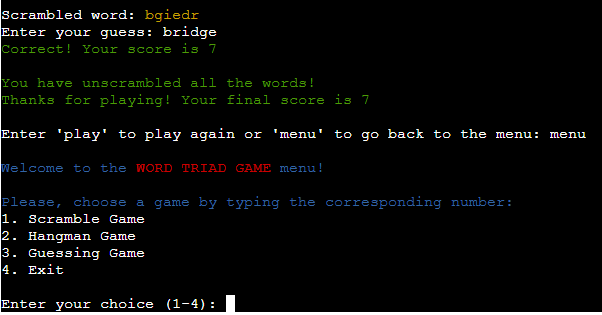 Scrambled word: bgiedr
Enter your guess: bridge
Correct! Your score is 7
You have unscrambled all the words!
Thanks for playing! Your final score is 7
Enter 'play' to play again or 'menu' to go back to the menu: menu
Welcome to the WORD TRIAD GAME menu!
Please, choose a game by typing the corresponding number:
1. Scramble Game
2. Hangman Game
3. Guessing Game
4. Exit
Enter your choice (1-4):